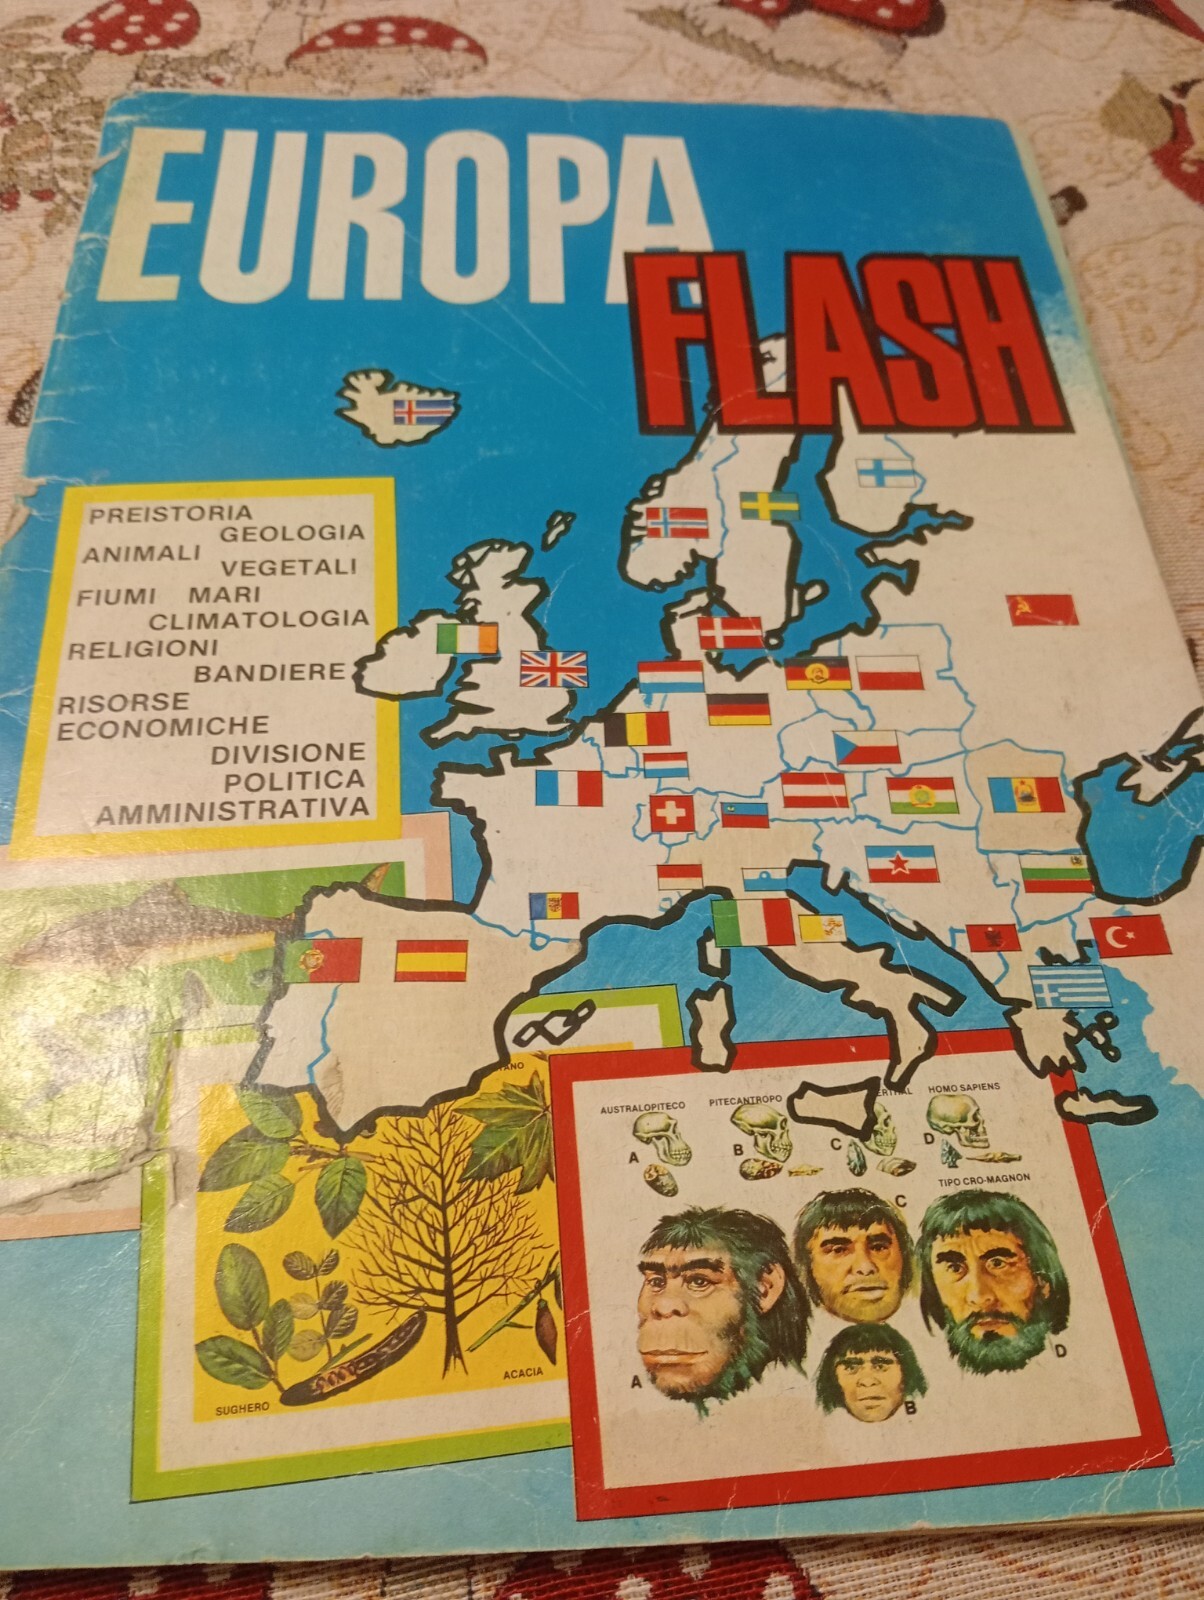 EUROPA
FLASH
PREISTORIA
GEOLOGIA
ANIMALI
VEGETALI
FIUMI MARI
CLIMATOLOGIA
RELIGIONI
BANDIERE
RISORSE
ECONOMICHE
DIVISIONE
POLITICA
AMMINISTRATIVA
AUSTRALOPITECO
PITECANTROPO
HOMO SAPIENS
A
B
C
D
TIPO CRO-MAGNON
C
A
D
B
ACACIA
SUGHERO